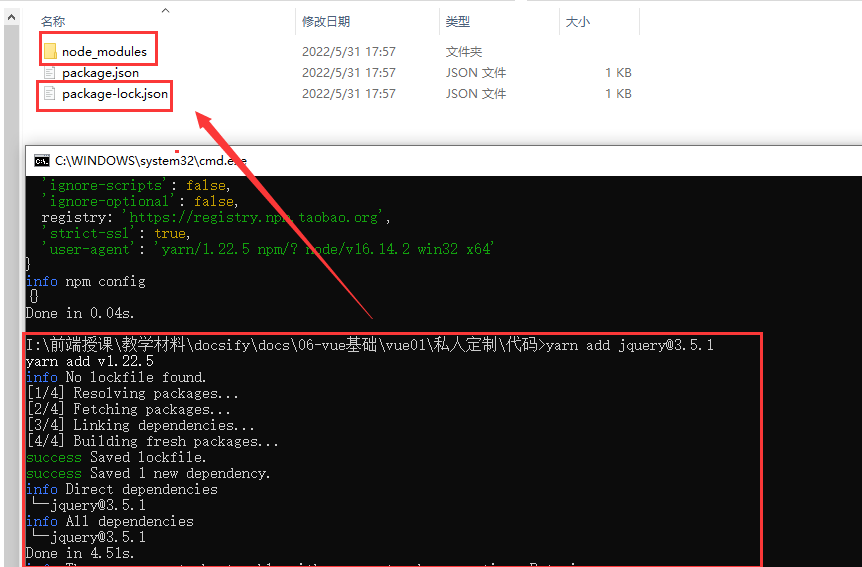 名称 修改日期 类型 大小
node_modules 2022/5/31 17:57 文件夹
package.json 2022/5/31 17:57 JSON 文件 1 KB
package-lock.json 2022/5/31 17:57 JSON 文件 1 KB
C:\WINDOWS\system32\cmd.exe
'ignore-scripts': false,
'ignore-optional': false,
registry: 'https://registry.npm.taobao.org',
'strict-ssl': true,
'user-agent': 'yarn/1.22.5 npm/? node/v16.14.2 win32 x64'
}
info npm config
{}
Done in 0.04s.
I:\前端授课\教学材料\docsify\docs\06-vue基础\vue01\私人定制\代码>yarn add jquery@3.5.1
yarn add v1.22.5
info No lockfile found.
[1/4] Resolving packages...
[2/4] Fetching packages...
[3/4] Linking dependencies...
[4/4] Building fresh packages...
success Saved lockfile.
success Saved 1 new dependency.
info Direct dependencies
└─jquery@3.5.1
info All dependencies
└─jquery@3.5.1
Done in 4.51s.